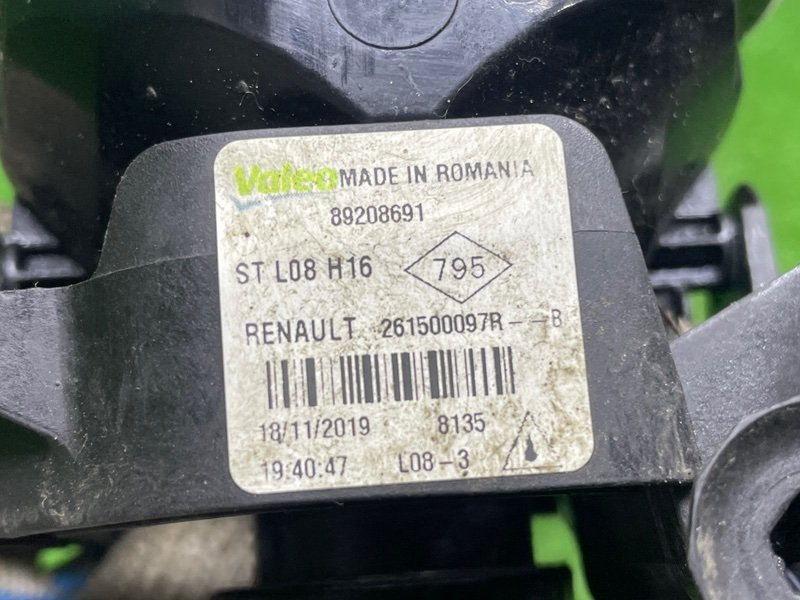 Valeo MADE IN ROMANIA
89208691
ST L08 H16 795
RENAULT 261500097R--B
18/11/2019 8135
19:40:47 L08-3